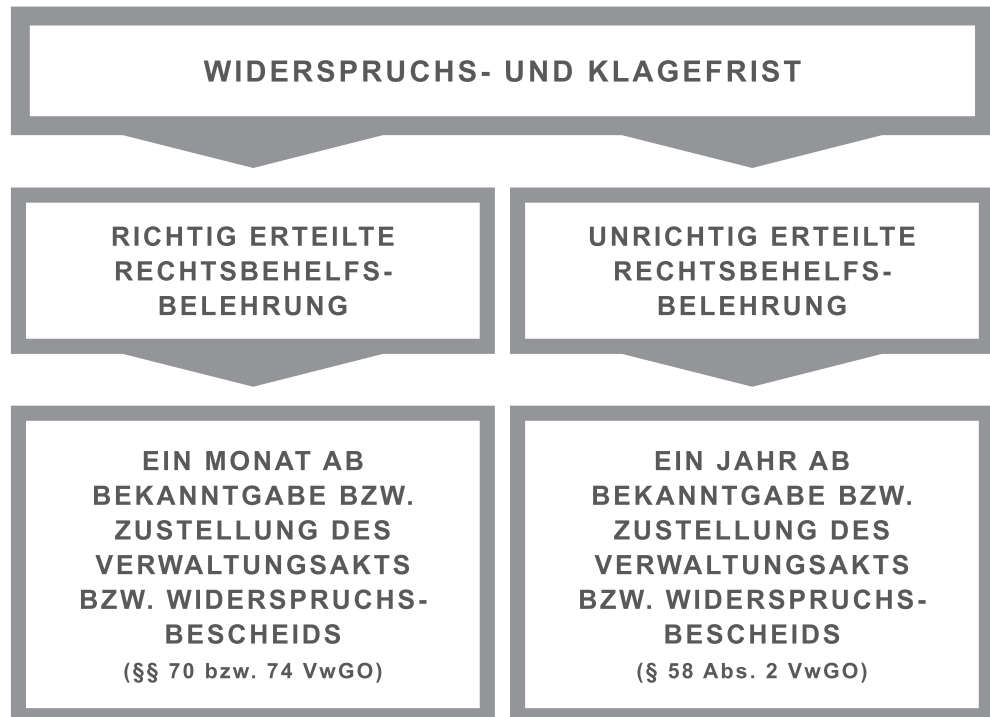 WIDERSPRUCHS- UND KLAGEFRIST
RICHTIG ERTEILTE
RECHTSBEHELFS-
BELEHRUNG
UNRICHTIG ERTEILTE
RECHTSBEHELFS-
BELEHRUNG
EIN MONAT AB
BEKANNTGABE BZW.
ZUSTELLUNG DES
VERWALTUNGSAKTS
BZW. WIDERSPRUCHS-
BESCHEIDS
(§§ 70 bzw. 74 VwGO)
EIN JAHR AB
BEKANNTGABE BZW.
ZUSTELLUNG DES
VERWALTUNGSAKTS
BZW. WIDERSPRUCHS-
BESCHEIDS
(§ 58 Abs. 2 VwGO)